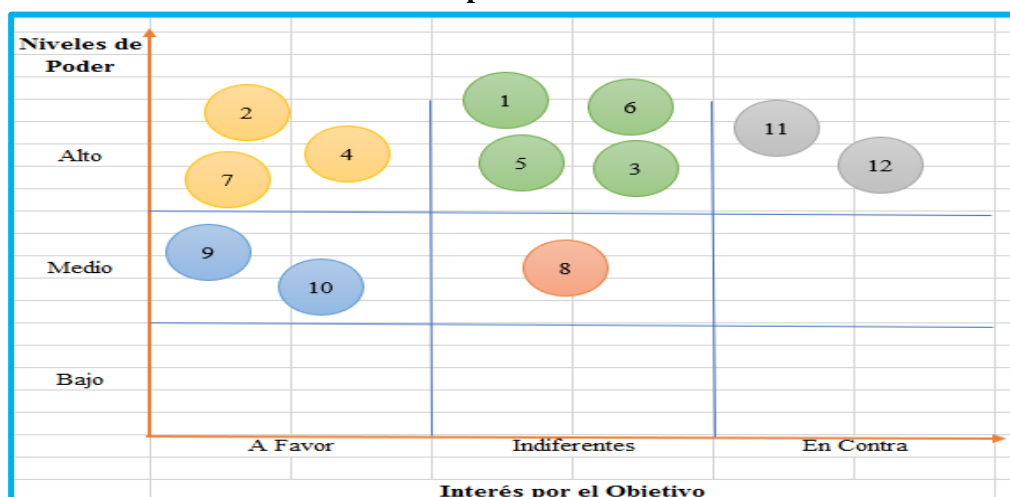 Niveles de
Poder
2
1
6
11
Alto
4
5
12
7
3
9
Medio
8
10
Bajo
A Favor
Indiferentes
En Contra
Interés por el Objetivo